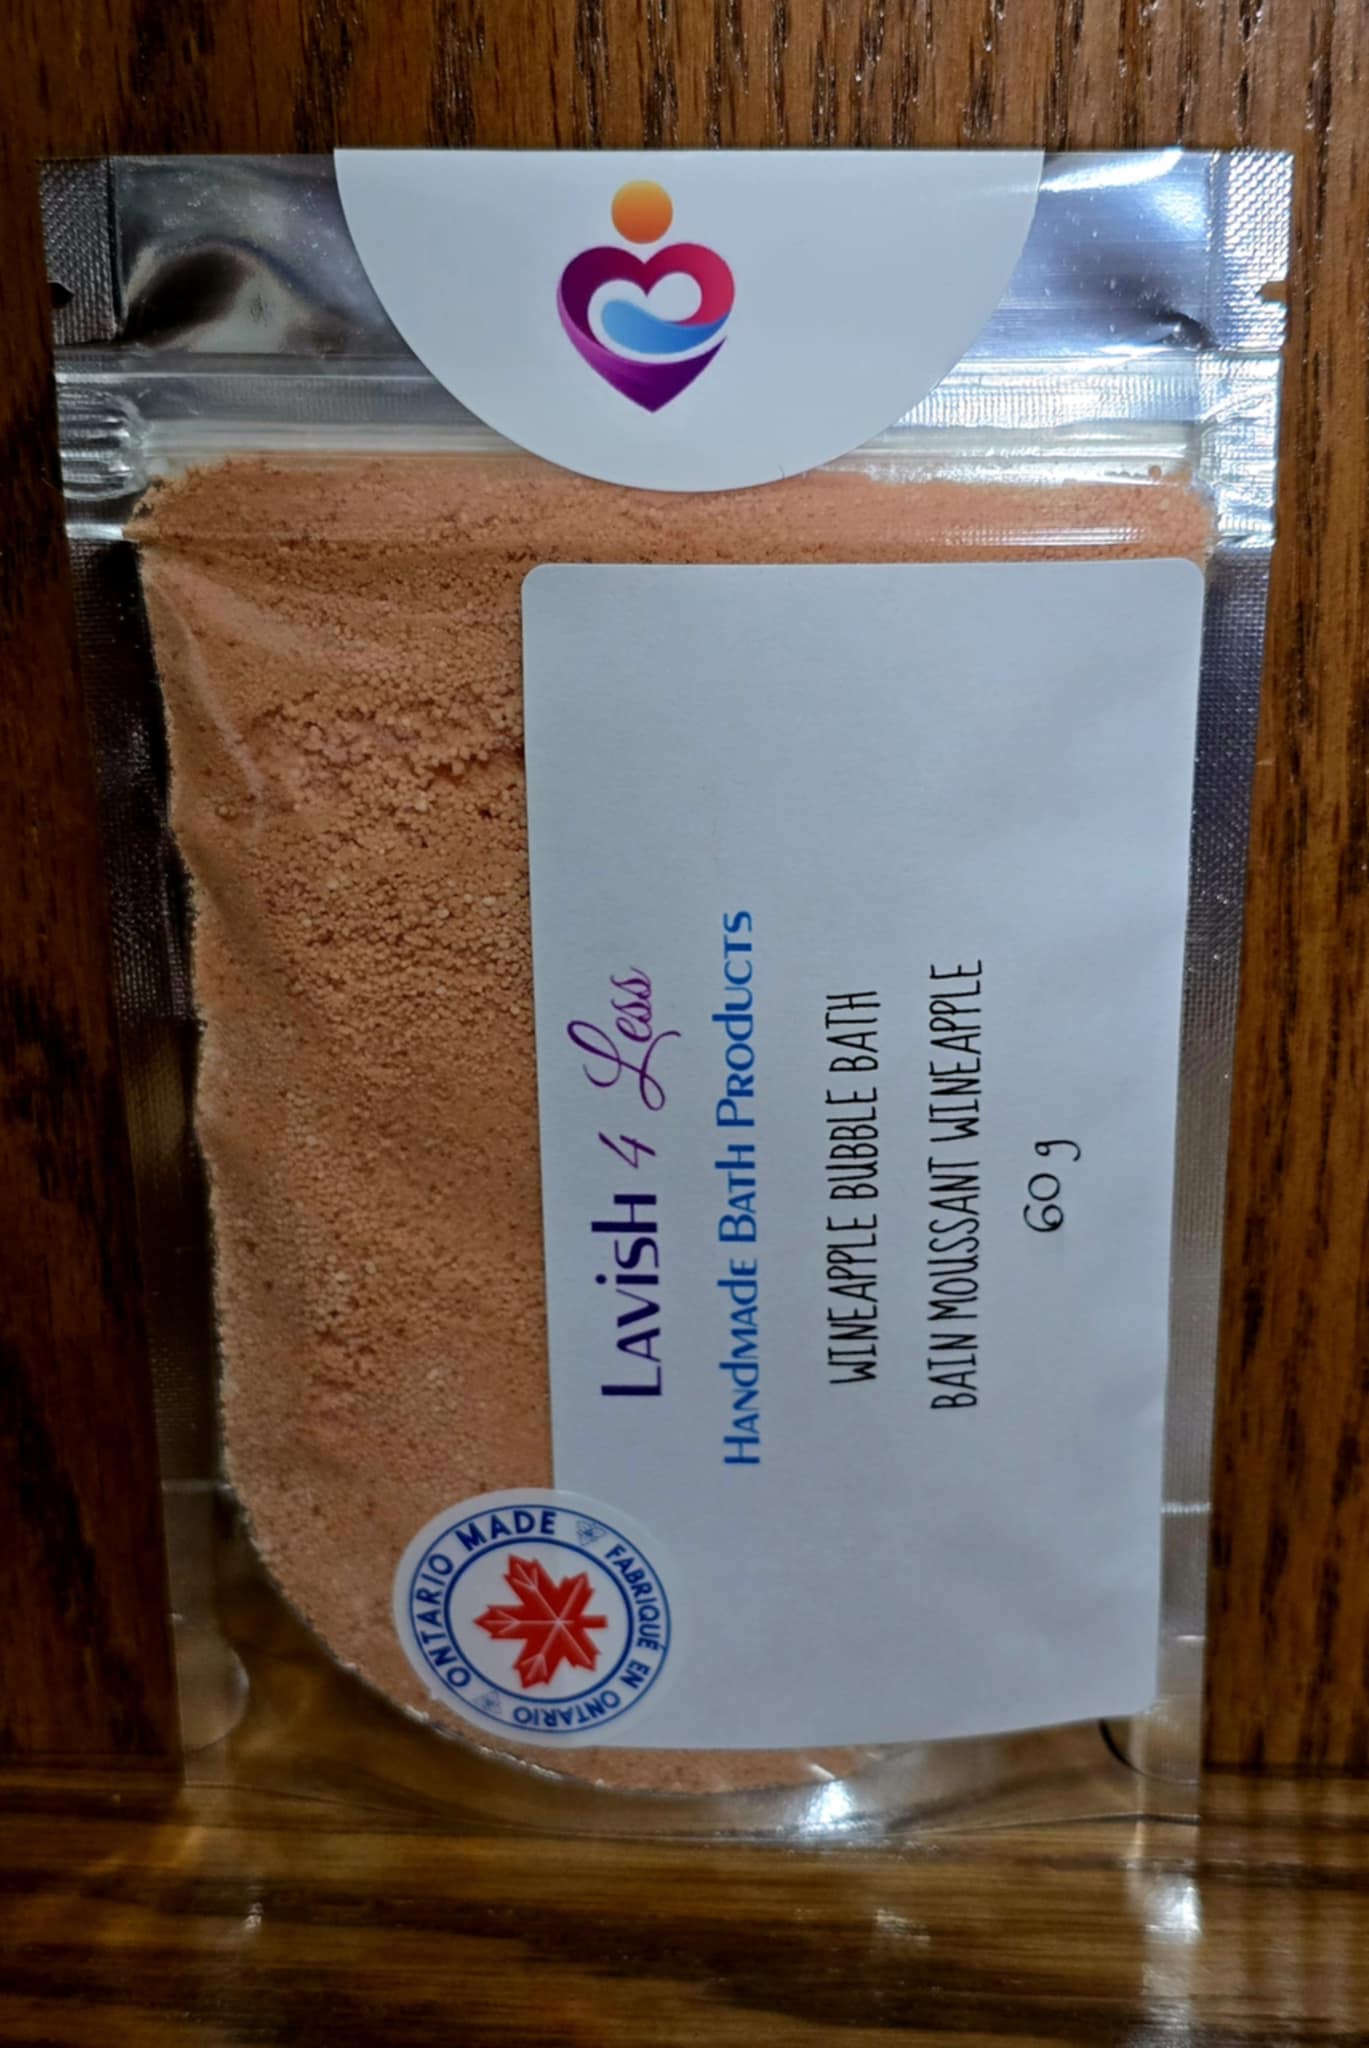 Lavish 4 Less
Handmade Bath Products
WINEAPPLE BUBBLE BATH
BAIN MOUSSANT WINEAPPLE
60 g
ONTARIO MADE
FABRIQUÉ EN ONTARIO